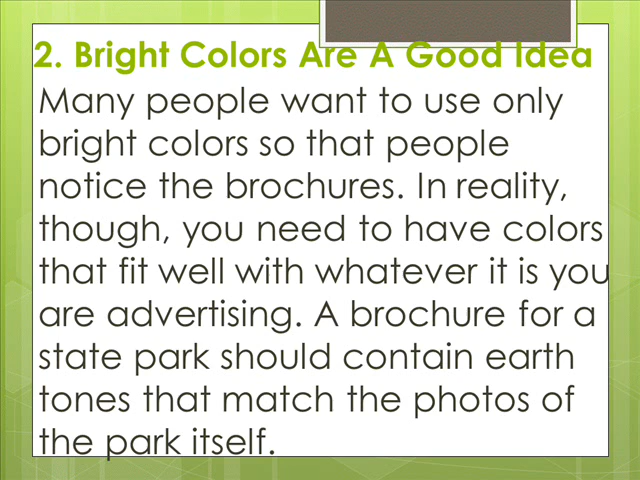 2. Bright Colors Are A Good Idea
Many people want to use only
bright colors so that people
notice the brochures. In reality,
though, you need to have colors
that fit well with whatever it is you
are advertising. A brochure for a
state park should contain earth
tones that match the photos of
the park itself.